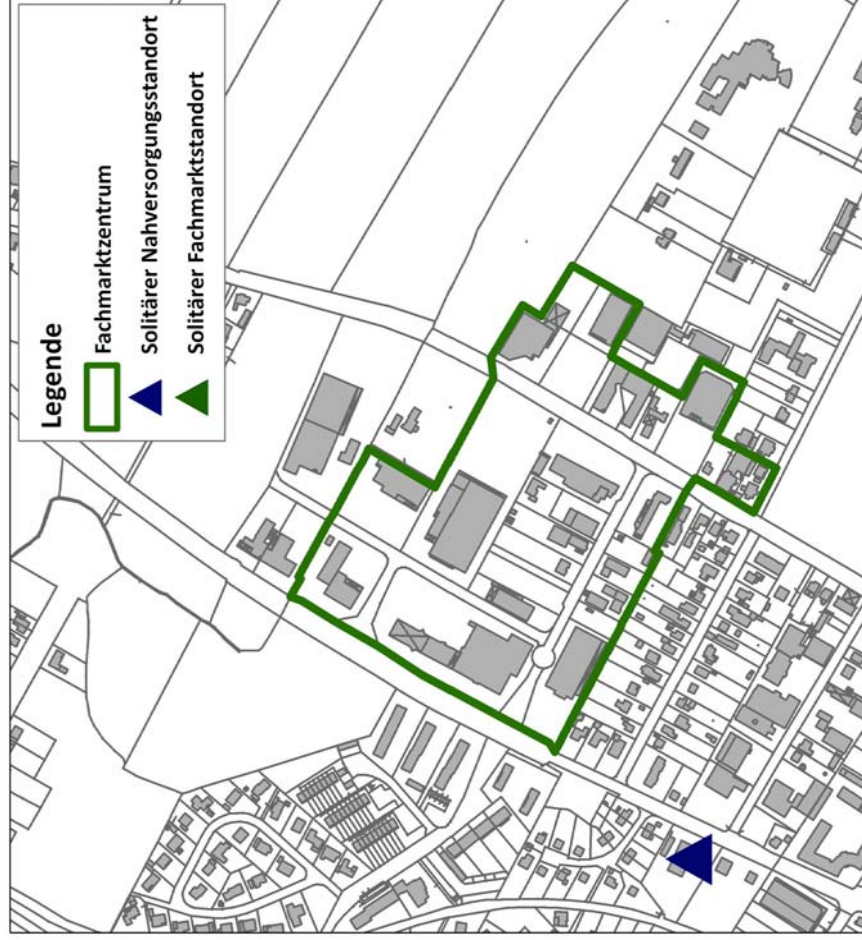 Legende
Fachmarktzentrum
Solitärer Nahversorgungsstandort
Solitärer Fachmarktstandort